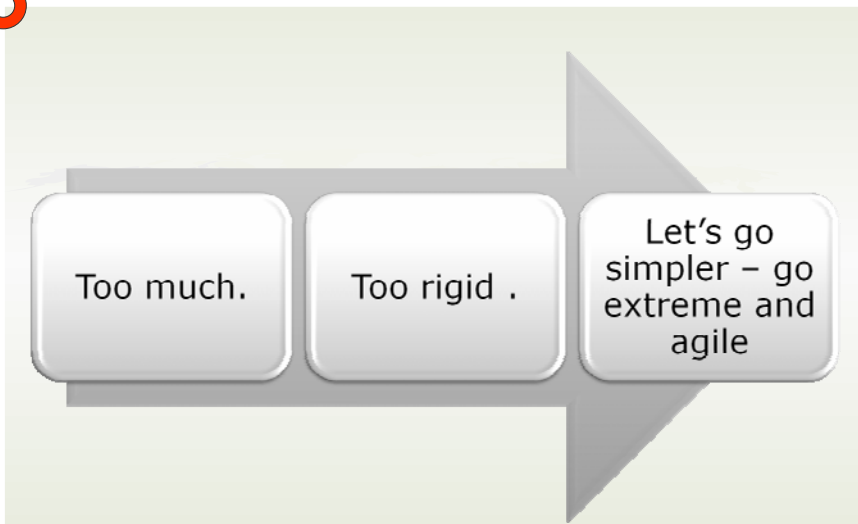 Too much.
Too rigid .
Let’s go
simpler – go
extreme and
agile